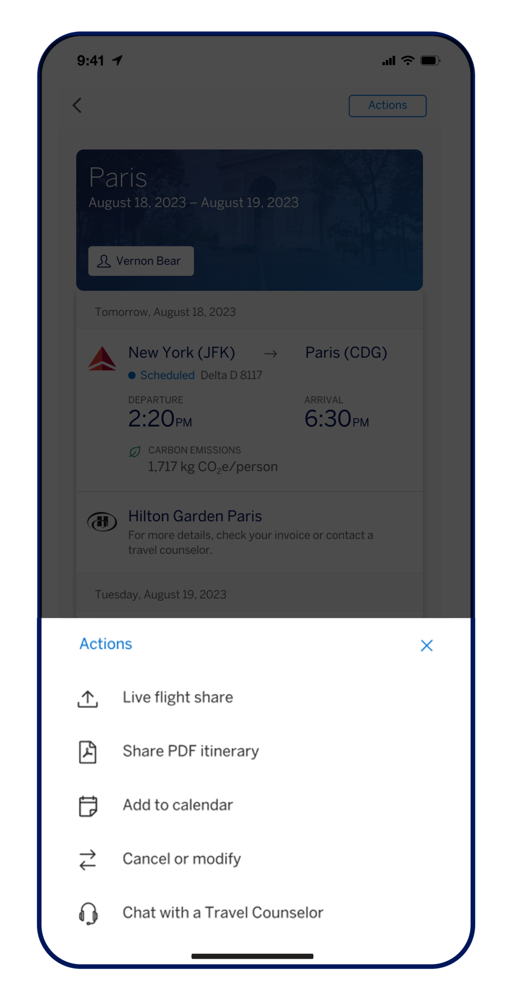 9:41
Actions
Paris
August 18, 2023 – August 19, 2023
Vernon Bear
Tomorrow, August 18, 2023
New York (JFK) → Paris (CDG)
Scheduled Delta D 8117
DEPARTURE ARRIVAL
2:20PM 6:30PM
CARBON EMISSIONS
1,717 kg CO₂e/person
Hilton Garden Paris
For more details, check your invoice or contact a
travel counselor.
Tuesday, August 19, 2023
Actions
Live flight share
Share PDF itinerary
Add to calendar
Cancel or modify
Chat with a Travel Counselor